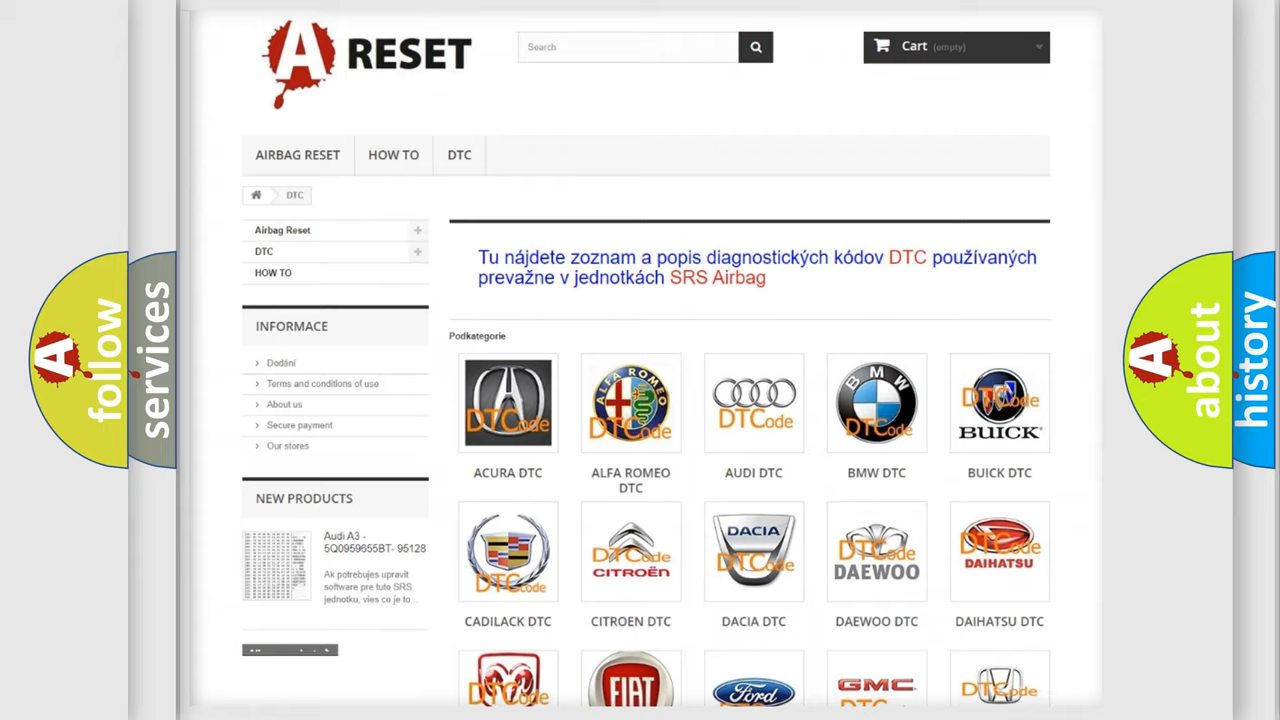 A RESET
Search
Cart (empty)
AIRBAG RESET
HOW TO
DTC
DTC
Airbag Reset
DTC
HOW TO
Tu nájdete zoznam a popis diagnostických kódov DTC používaných
prevažne v jednotkách SRS Airbag
INFORMACE
Dodání
Terms and conditions of use
About us
Secure payment
Our stores
Podkategorie
DTCode
ALFA ROMEO
DTCode
DTCode
BMW
DTCode
DTCode
BUICK
ACURA DTC
ALFA ROMEO
DTC
AUDI DTC
BMW DTC
BUICK DTC
NEW PRODUCTS
Audi A3 -
5Q0959655BT- 95128
Ak potrebujes upravit
software pre tuto SRS
jednotku, vies co je to...
DTCode
DTCode
CITROËN
DACIA
DTCode
DTCode
DAEWOO
DTCode
DAIHATSU
CADILACK DTC
CITROEN DTC
DACIA DTC
DAEWOO DTC
DAIHATSU DTC
DTCode
FIAT
Ford
GMC
DTCode
A follow
services
A about
history